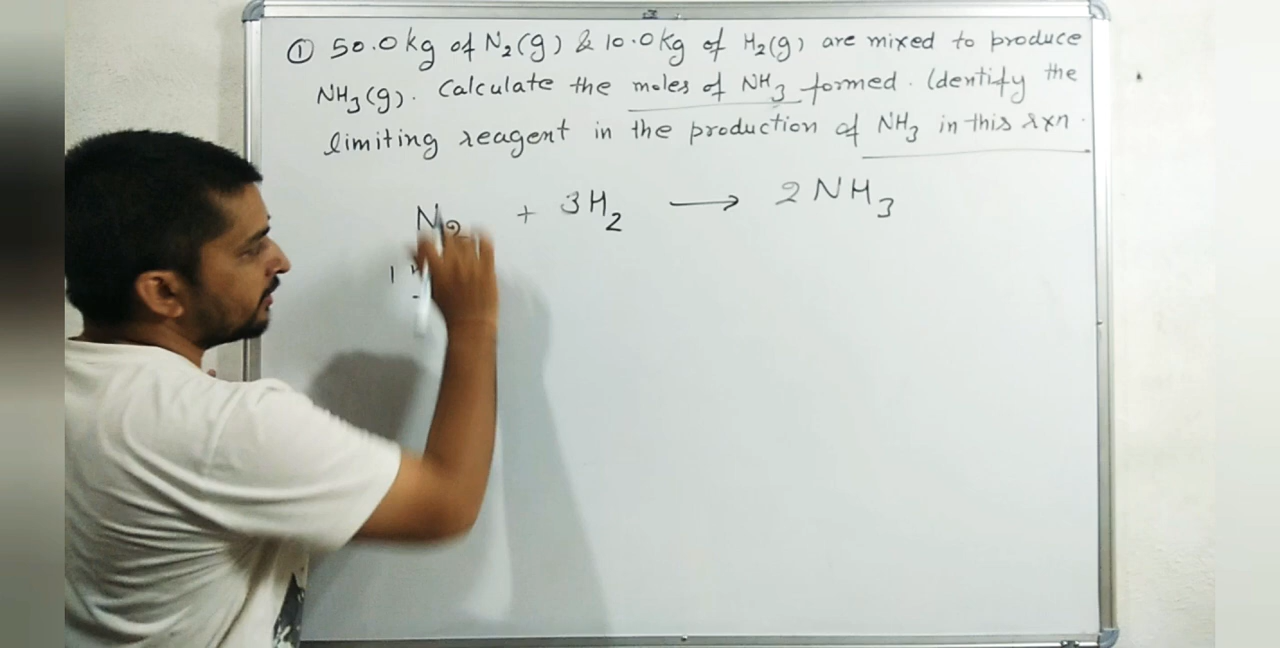 ① 50.0 kg of N₂(g) & 10.0 kg of H₂(g) are mixed to produce
NH₃(g). Calculate the moles of NH₃ formed. Identify the
limiting reagent in the production of NH₃ in this rxn.
N₂ + 3H₂ → 2NH₃
1